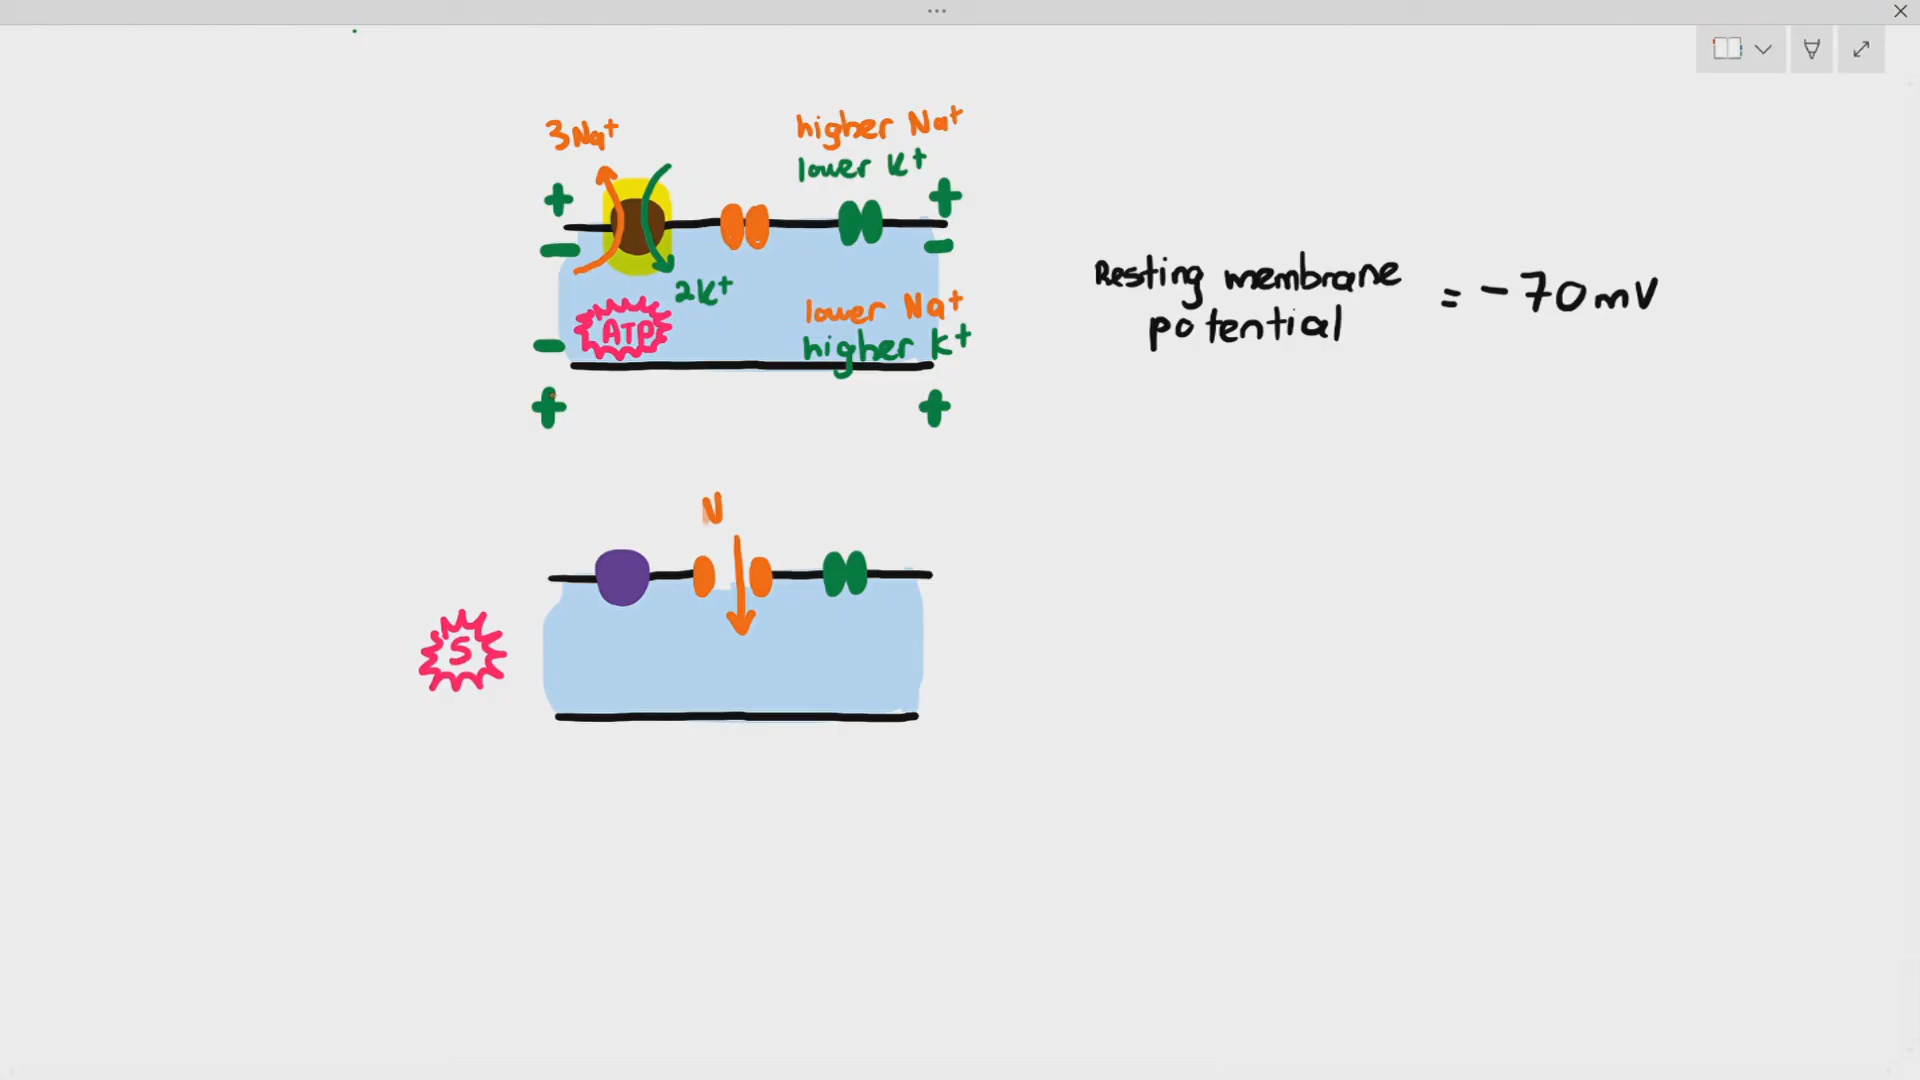 3Na⁺
higher Na⁺
lower K⁺
+
+
−
−
2K⁺
ATP
lower Na⁺
higher K⁺
−
+
+
Resting membrane
potential
= −70mV
N
S